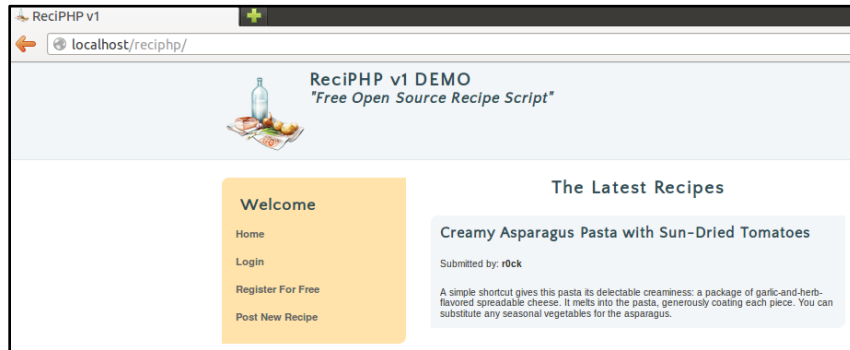 ReciPHP v1
localhost/reciphp/
ReciPHP v1 DEMO
"Free Open Source Recipe Script"
Welcome
Home
Login
Register For Free
Post New Recipe
The Latest Recipes
Creamy Asparagus Pasta with Sun-Dried Tomatoes
Submitted by: r0ck
A simple shortcut gives this pasta its delectable creaminess: a package of garlic-and-herb-
flavored spreadable cheese. It melts into the pasta, generously coating each piece. You can
substitute any seasonal vegetables for the asparagus.